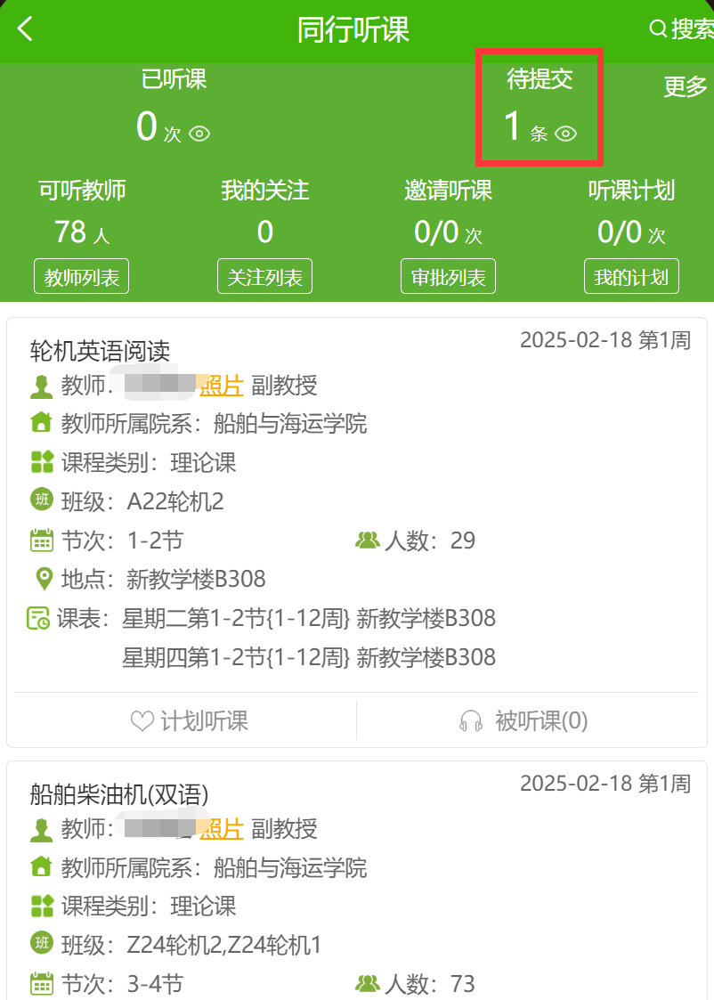 同行听课 搜索
已听课 待提交 更多
0 次 1 条
可听教师 我的关注 邀请听课 听课计划
78 人 0 0/0 次 0/0 次
教师列表 关注列表 审批列表 我的计划
轮机英语阅读 2025-02-18 第1周
教师: 照片 副教授
教师所属院系：船舶与海运学院
课程类别：理论课
班 班级：A22轮机2
节次：1-2节 人数：29
地点：新教学楼B308
课表：星期二第1-2节{1-12周} 新教学楼B308
星期四第1-2节{1-12周} 新教学楼B308
计划听课 被听课(0)
船舶柴油机(双语) 2025-02-18 第1周
教师: 照片 副教授
教师所属院系：船舶与海运学院
课程类别：理论课
班 班级：Z24轮机2,Z24轮机1
节次：3-4节 人数：73